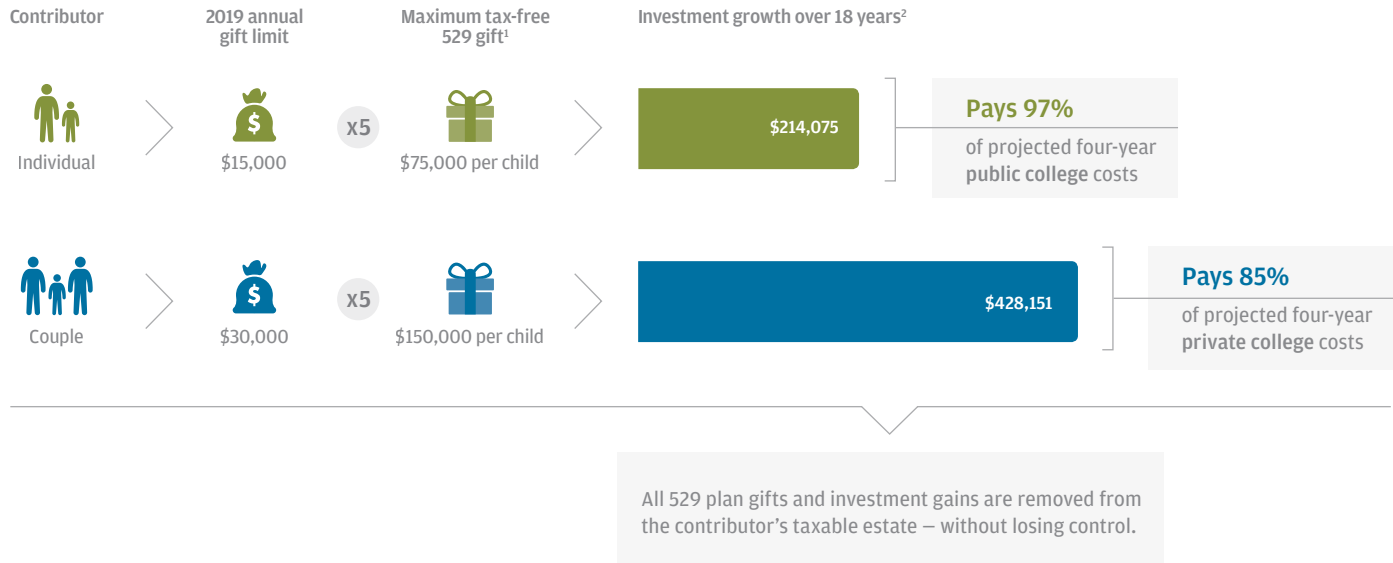 Contributor
2019 annual
gift limit
Maximum tax-free
529 gift¹
Investment growth over 18 years²
$
x5
$214,075
Pays 97%
of projected four-year
public college costs
Individual
$15,000
$75,000 per child
$
x5
$428,151
Pays 85%
of projected four-year
private college costs
Couple
$30,000
$150,000 per child
All 529 plan gifts and investment gains are removed from
the contributor’s taxable estate – without losing control.